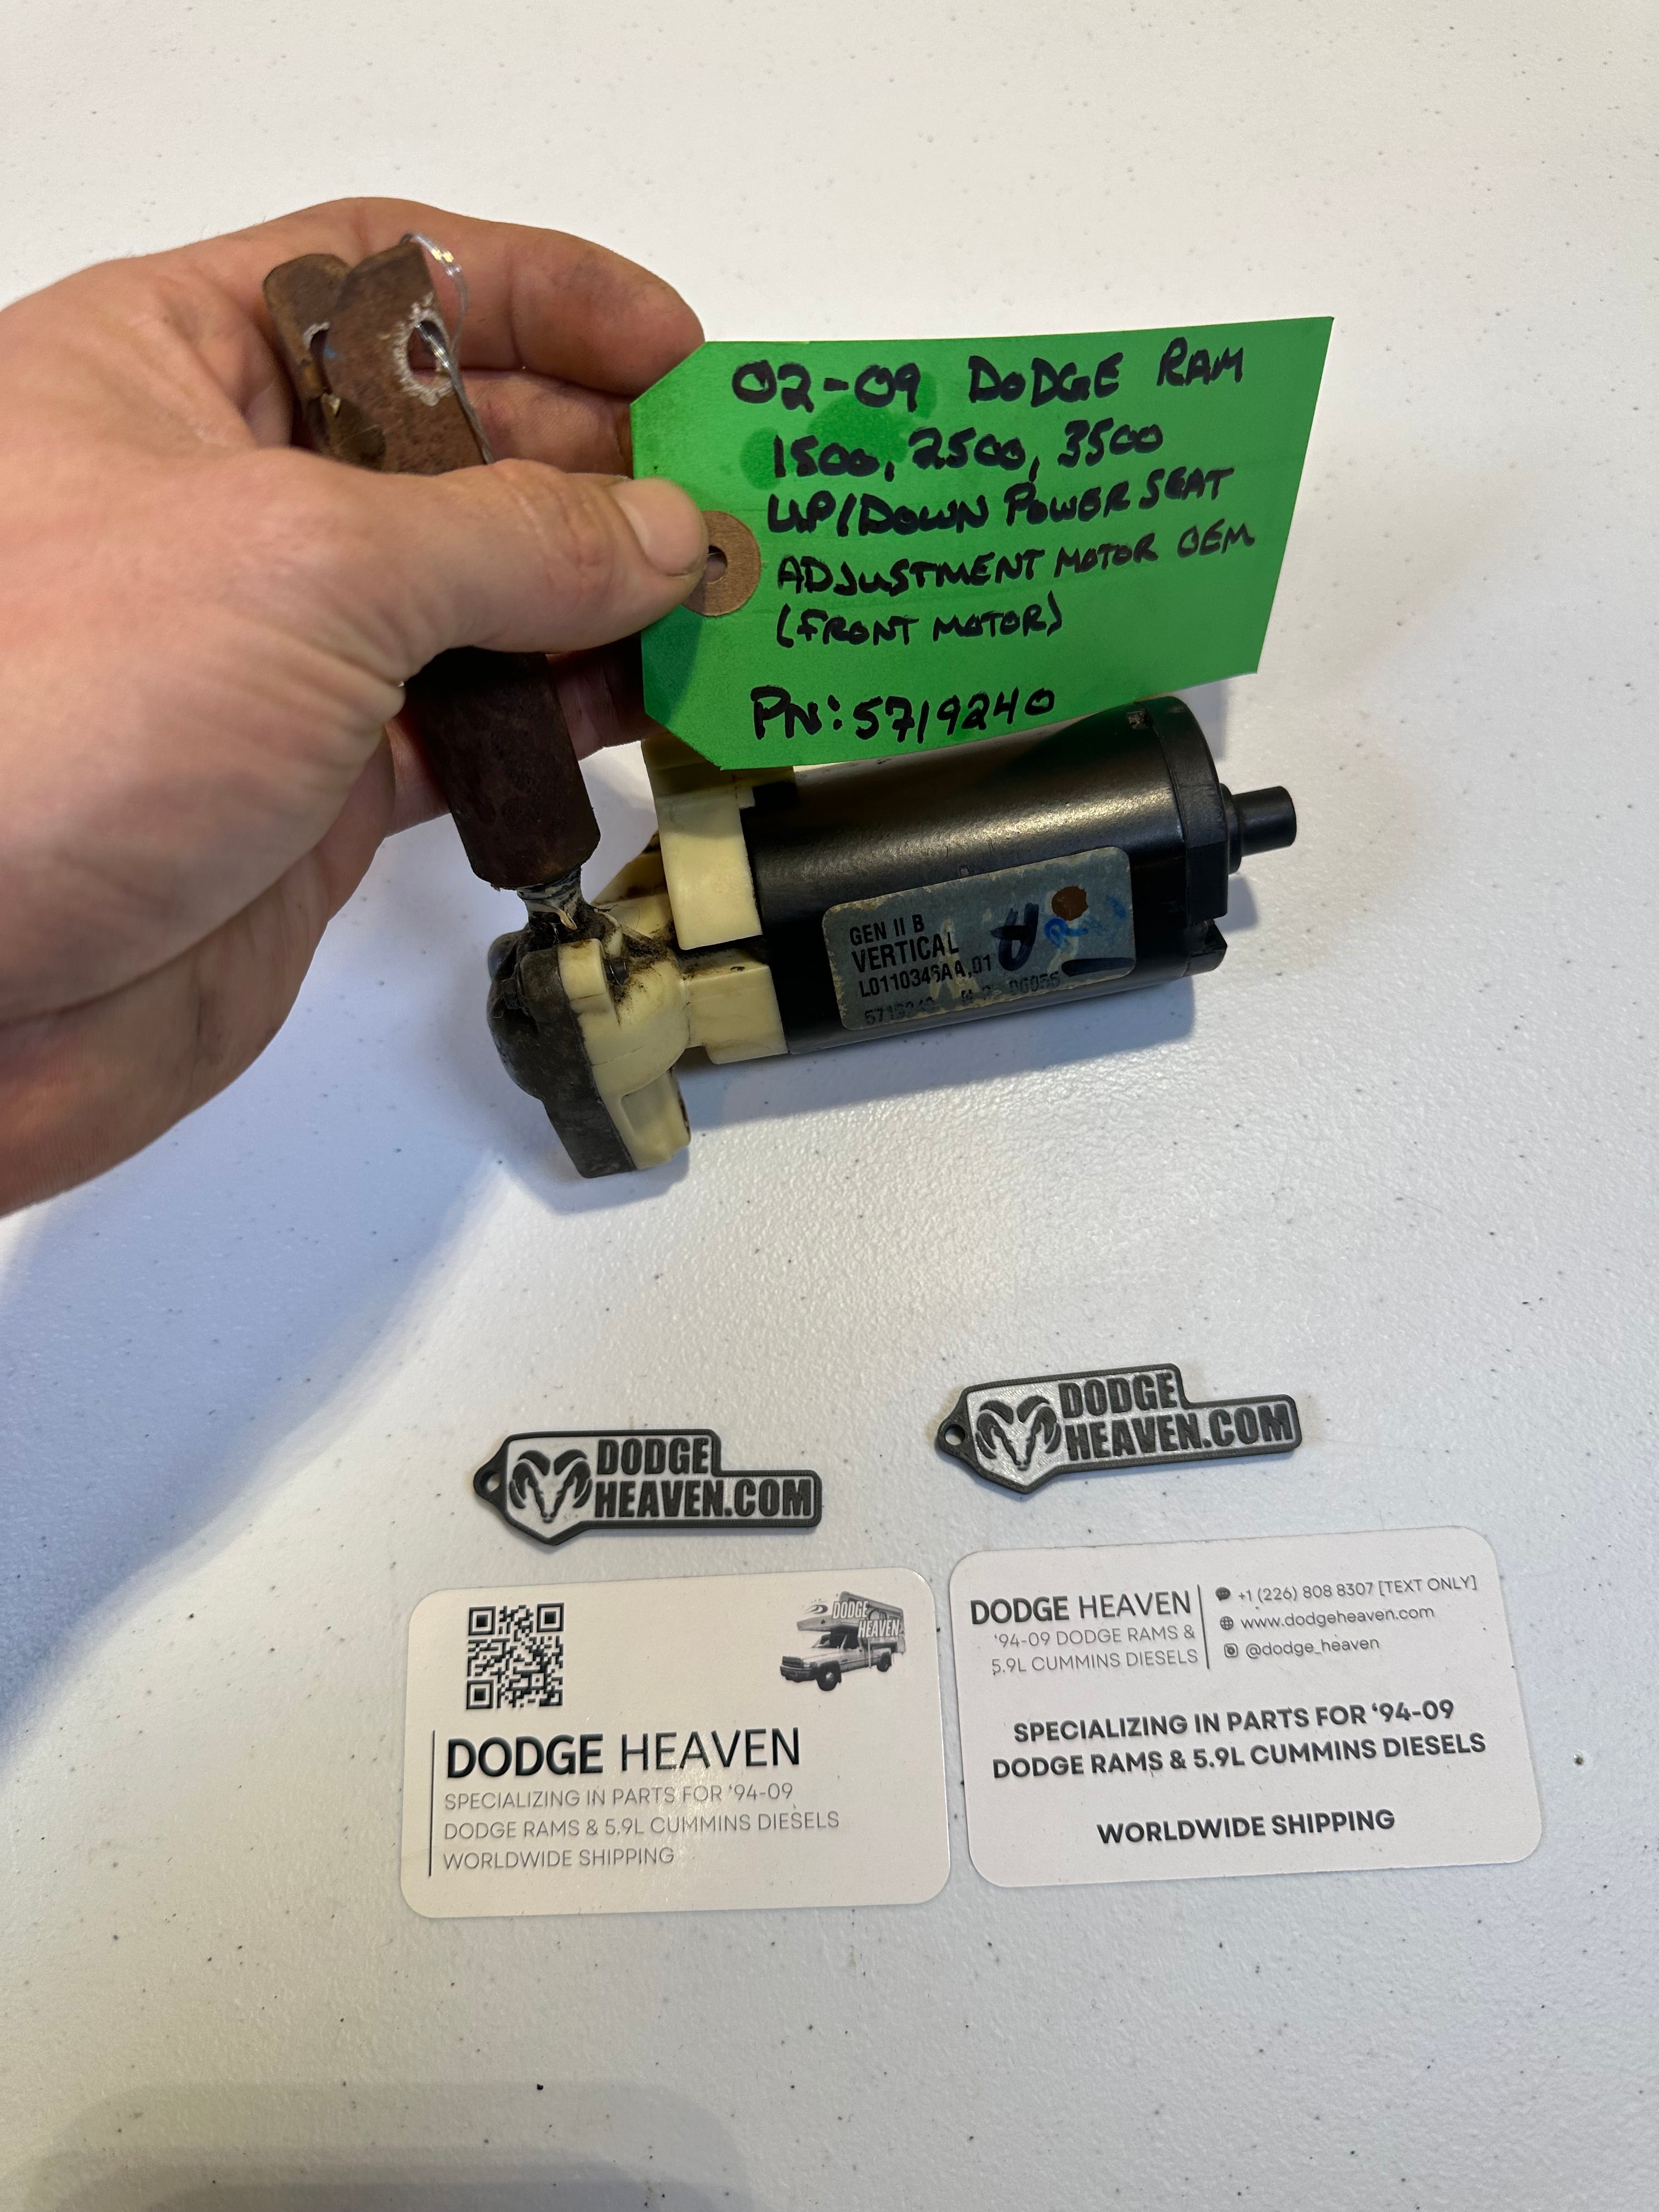 02-09 DODGE RAM
1500, 2500, 3500
UP/DOWN POWER SEAT
ADJUSTMENT MOTOR OEM
(FRONT MOTOR)
PN: 5719240
GEN II B
VERTICAL
L0110346AA,01
DODGE
HEAVEN.COM
DODGE
HEAVEN.COM
DODGE
HEAVEN
DODGE HEAVEN
SPECIALIZING IN PARTS FOR '94-09
DODGE RAMS & 5.9L CUMMINS DIESELS
WORLDWIDE SHIPPING
DODGE HEAVEN
'94-09 DODGE RAMS &
5.9L CUMMINS DIESELS
+1 (226) 808 8307 [TEXT ONLY]
www.dodgeheaven.com
@dodge_heaven
SPECIALIZING IN PARTS FOR '94-09
DODGE RAMS & 5.9L CUMMINS DIESELS
WORLDWIDE SHIPPING